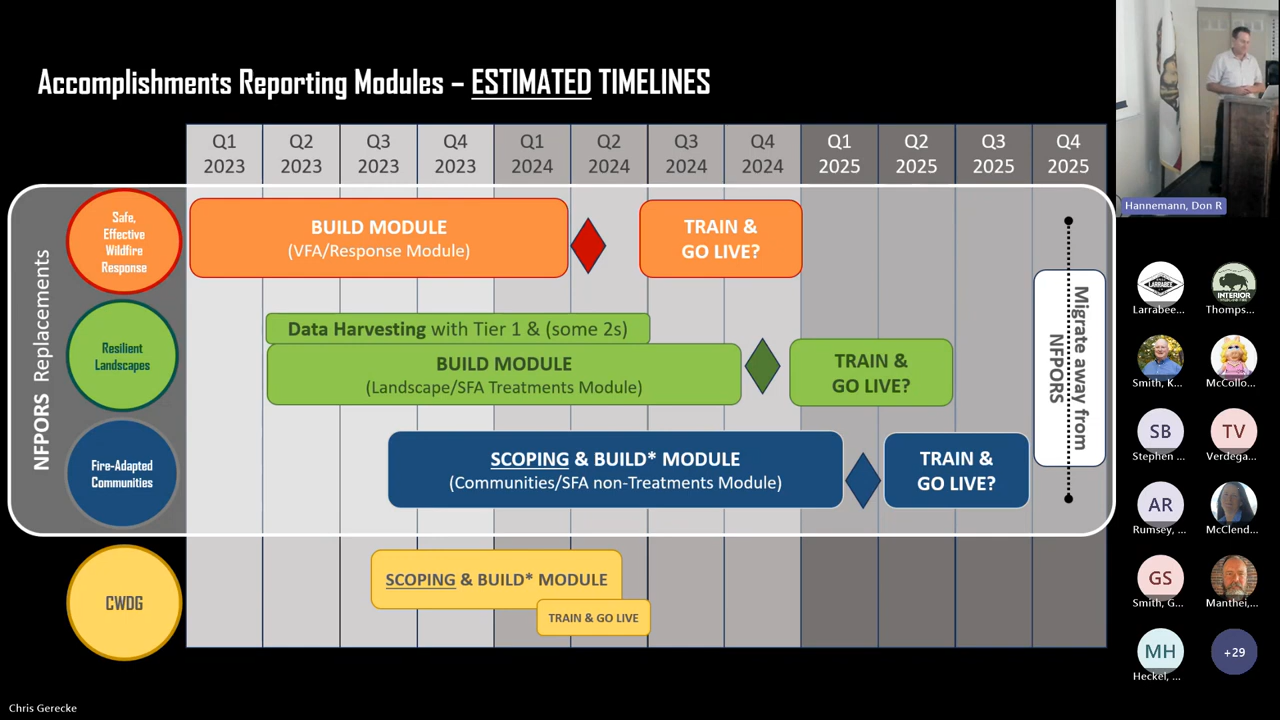 Accomplishments Reporting Modules – ESTIMATED TIMELINES
Q1 2023
Q2 2023
Q3 2023
Q4 2023
Q1 2024
Q2 2024
Q3 2024
Q4 2024
Q1 2025
Q2 2025
Q3 2025
Q4 2025
NFPORS Replacements
Safe,
Effective
Wildfire
Response
BUILD MODULE
(VFA/Response Module)
TRAIN &
GO LIVE?
Resilient
Landscapes
Data Harvesting with Tier 1 & (some 2s)
BUILD MODULE
(Landscape/SFA Treatments Module)
TRAIN &
GO LIVE?
Fire-Adapted
Communities
SCOPING & BUILD* MODULE
(Communities/SFA non-Treatments Module)
TRAIN &
GO LIVE?
Migrate away from
NFPORS
CWDG
SCOPING & BUILD* MODULE
TRAIN & GO LIVE
Chris Gerecke
Hannemann, Don R
LARRABEE
Larrabee...
INTERIOR
Thomps...
Smith, K...
McCollo...
SB
Stephen ...
TV
Verdega...
AR
Rumsey, ...
McClend...
GS
Smith, G...
Manthei,...
MH
Heckel, ...
+29